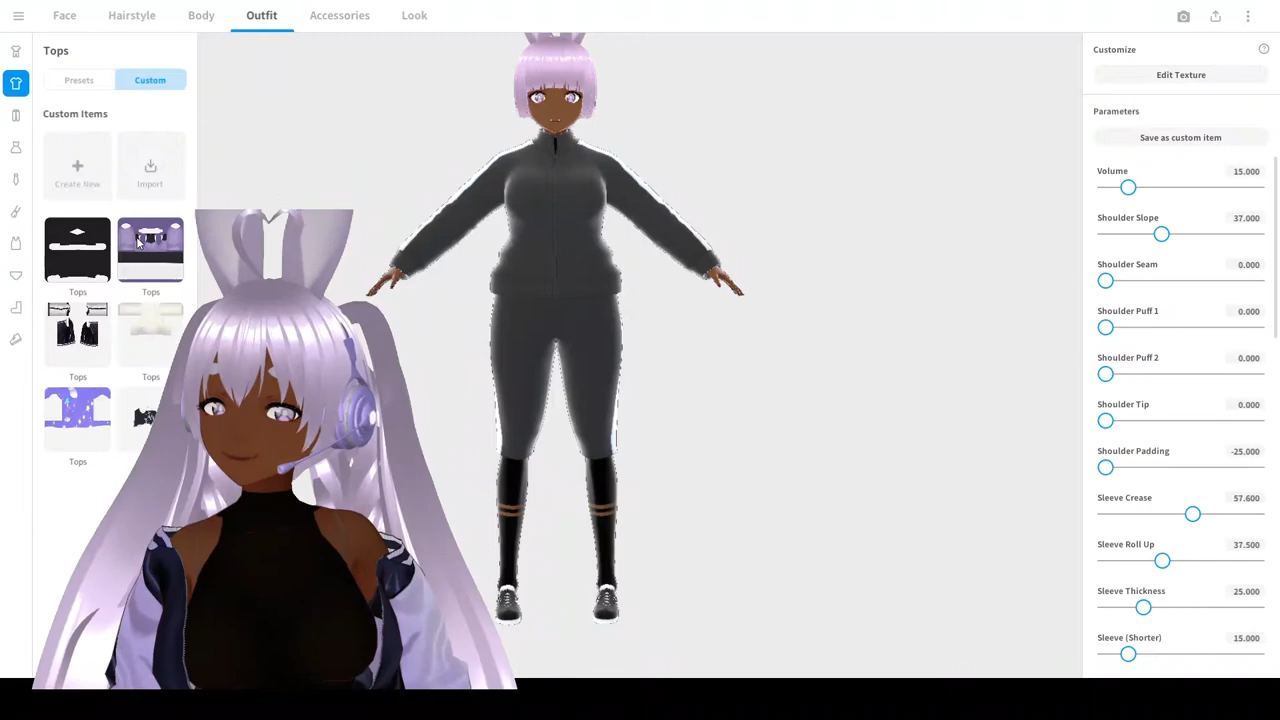 Face Hairstyle Body Outfit Accessories Look
Tops
Presets Custom
Custom Items
Create New Import
Tops Tops
Tops Tops
Tops
Customize
Edit Texture
Parameters
Save as custom item
Volume 15.000
Shoulder Slope 37.000
Shoulder Seam 0.000
Shoulder Puff 1 0.000
Shoulder Puff 2 0.000
Shoulder Tip 0.000
Shoulder Padding -25.000
Sleeve Crease 57.600
Sleeve Roll Up 37.500
Sleeve Thickness 25.000
Sleeve (Shorter) 15.000